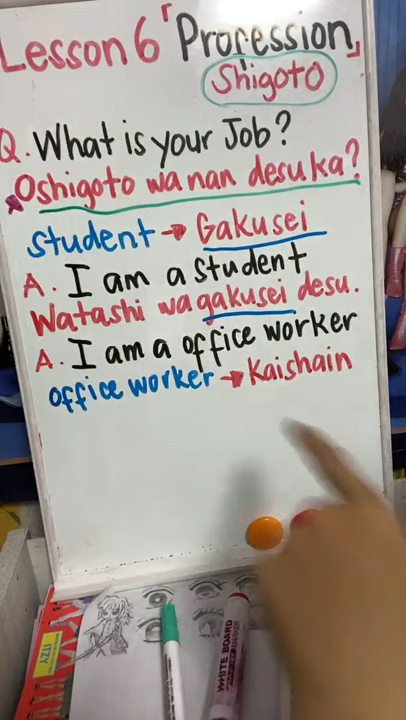 Lesson 6 「Profession」
Shigoto
Q. What is your Job?
Oshigoto wa nan desu ka?
student → Gakusei
A. I am a student
Watashi wa gakusei desu.
A. I am a office worker
office worker → Kaishain
WHITE BOARD
ITZY